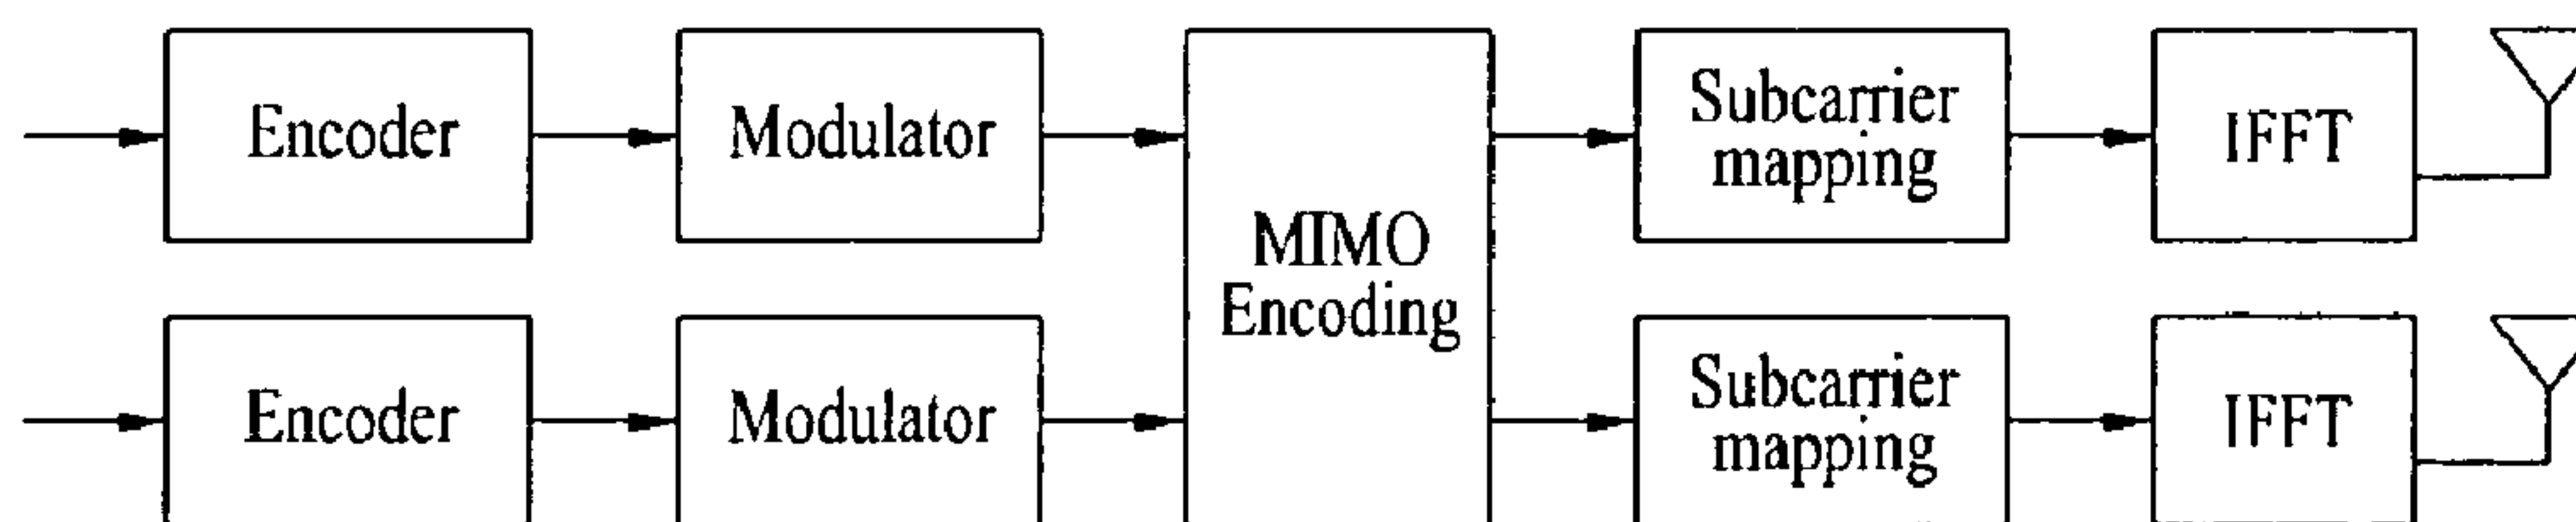 Encoder
Modulator
MIMO
Encoding
Subcarrier
mapping
IFFT
Encoder
Modulator
Subcarrier
mapping
IFFT